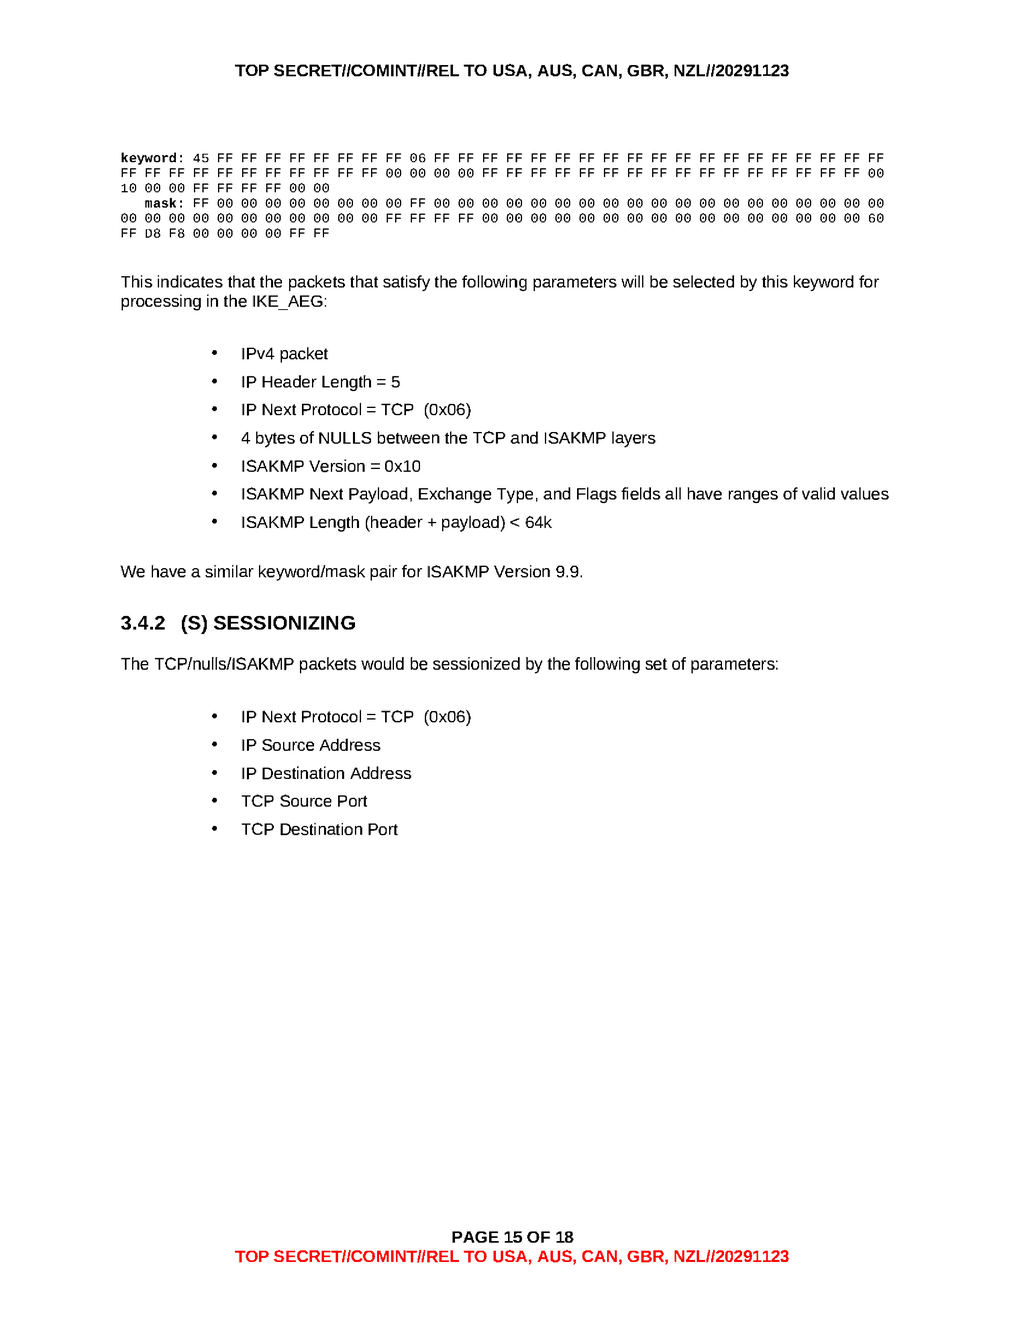 TOP SECRET//COMINT//REL TO USA, AUS, CAN, GBR, NZL//20291123
keyword: 45 FF FF FF FF FF FF FF FF 06 FF FF FF FF FF FF FF FF FF FF FF FF FF FF FF FF FF FF FF
FF FF FF FF FF FF FF FF FF FF FF 00 00 00 00 FF FF FF FF FF FF FF FF FF FF FF FF FF FF FF FF 00
10 00 00 FF FF FF FF 00 00
mask: FF 00 00 00 00 00 00 00 00 FF 00 00 00 00 00 00 00 00 00 00 00 00 00 00 00 00 00 00 00
00 00 00 00 00 00 00 00 00 00 00 FF FF FF FF 00 00 00 00 00 00 00 00 00 00 00 00 00 00 00 00 60
FF D8 F8 00 00 00 00 FF FF
This indicates that the packets that satisfy the following parameters will be selected by this keyword for
processing in the IKE_AEG:
• IPv4 packet
• IP Header Length = 5
• IP Next Protocol = TCP (0x06)
• 4 bytes of NULLS between the TCP and ISAKMP layers
• ISAKMP Version = 0x10
• ISAKMP Next Payload, Exchange Type, and Flags fields all have ranges of valid values
• ISAKMP Length (header + payload) < 64k
We have a similar keyword/mask pair for ISAKMP Version 9.9.
3.4.2 (S) SESSIONIZING
The TCP/nulls/ISAKMP packets would be sessionized by the following set of parameters:
• IP Next Protocol = TCP (0x06)
• IP Source Address
• IP Destination Address
• TCP Source Port
• TCP Destination Port
PAGE 15 OF 18
TOP SECRET//COMINT//REL TO USA, AUS, CAN, GBR, NZL//20291123